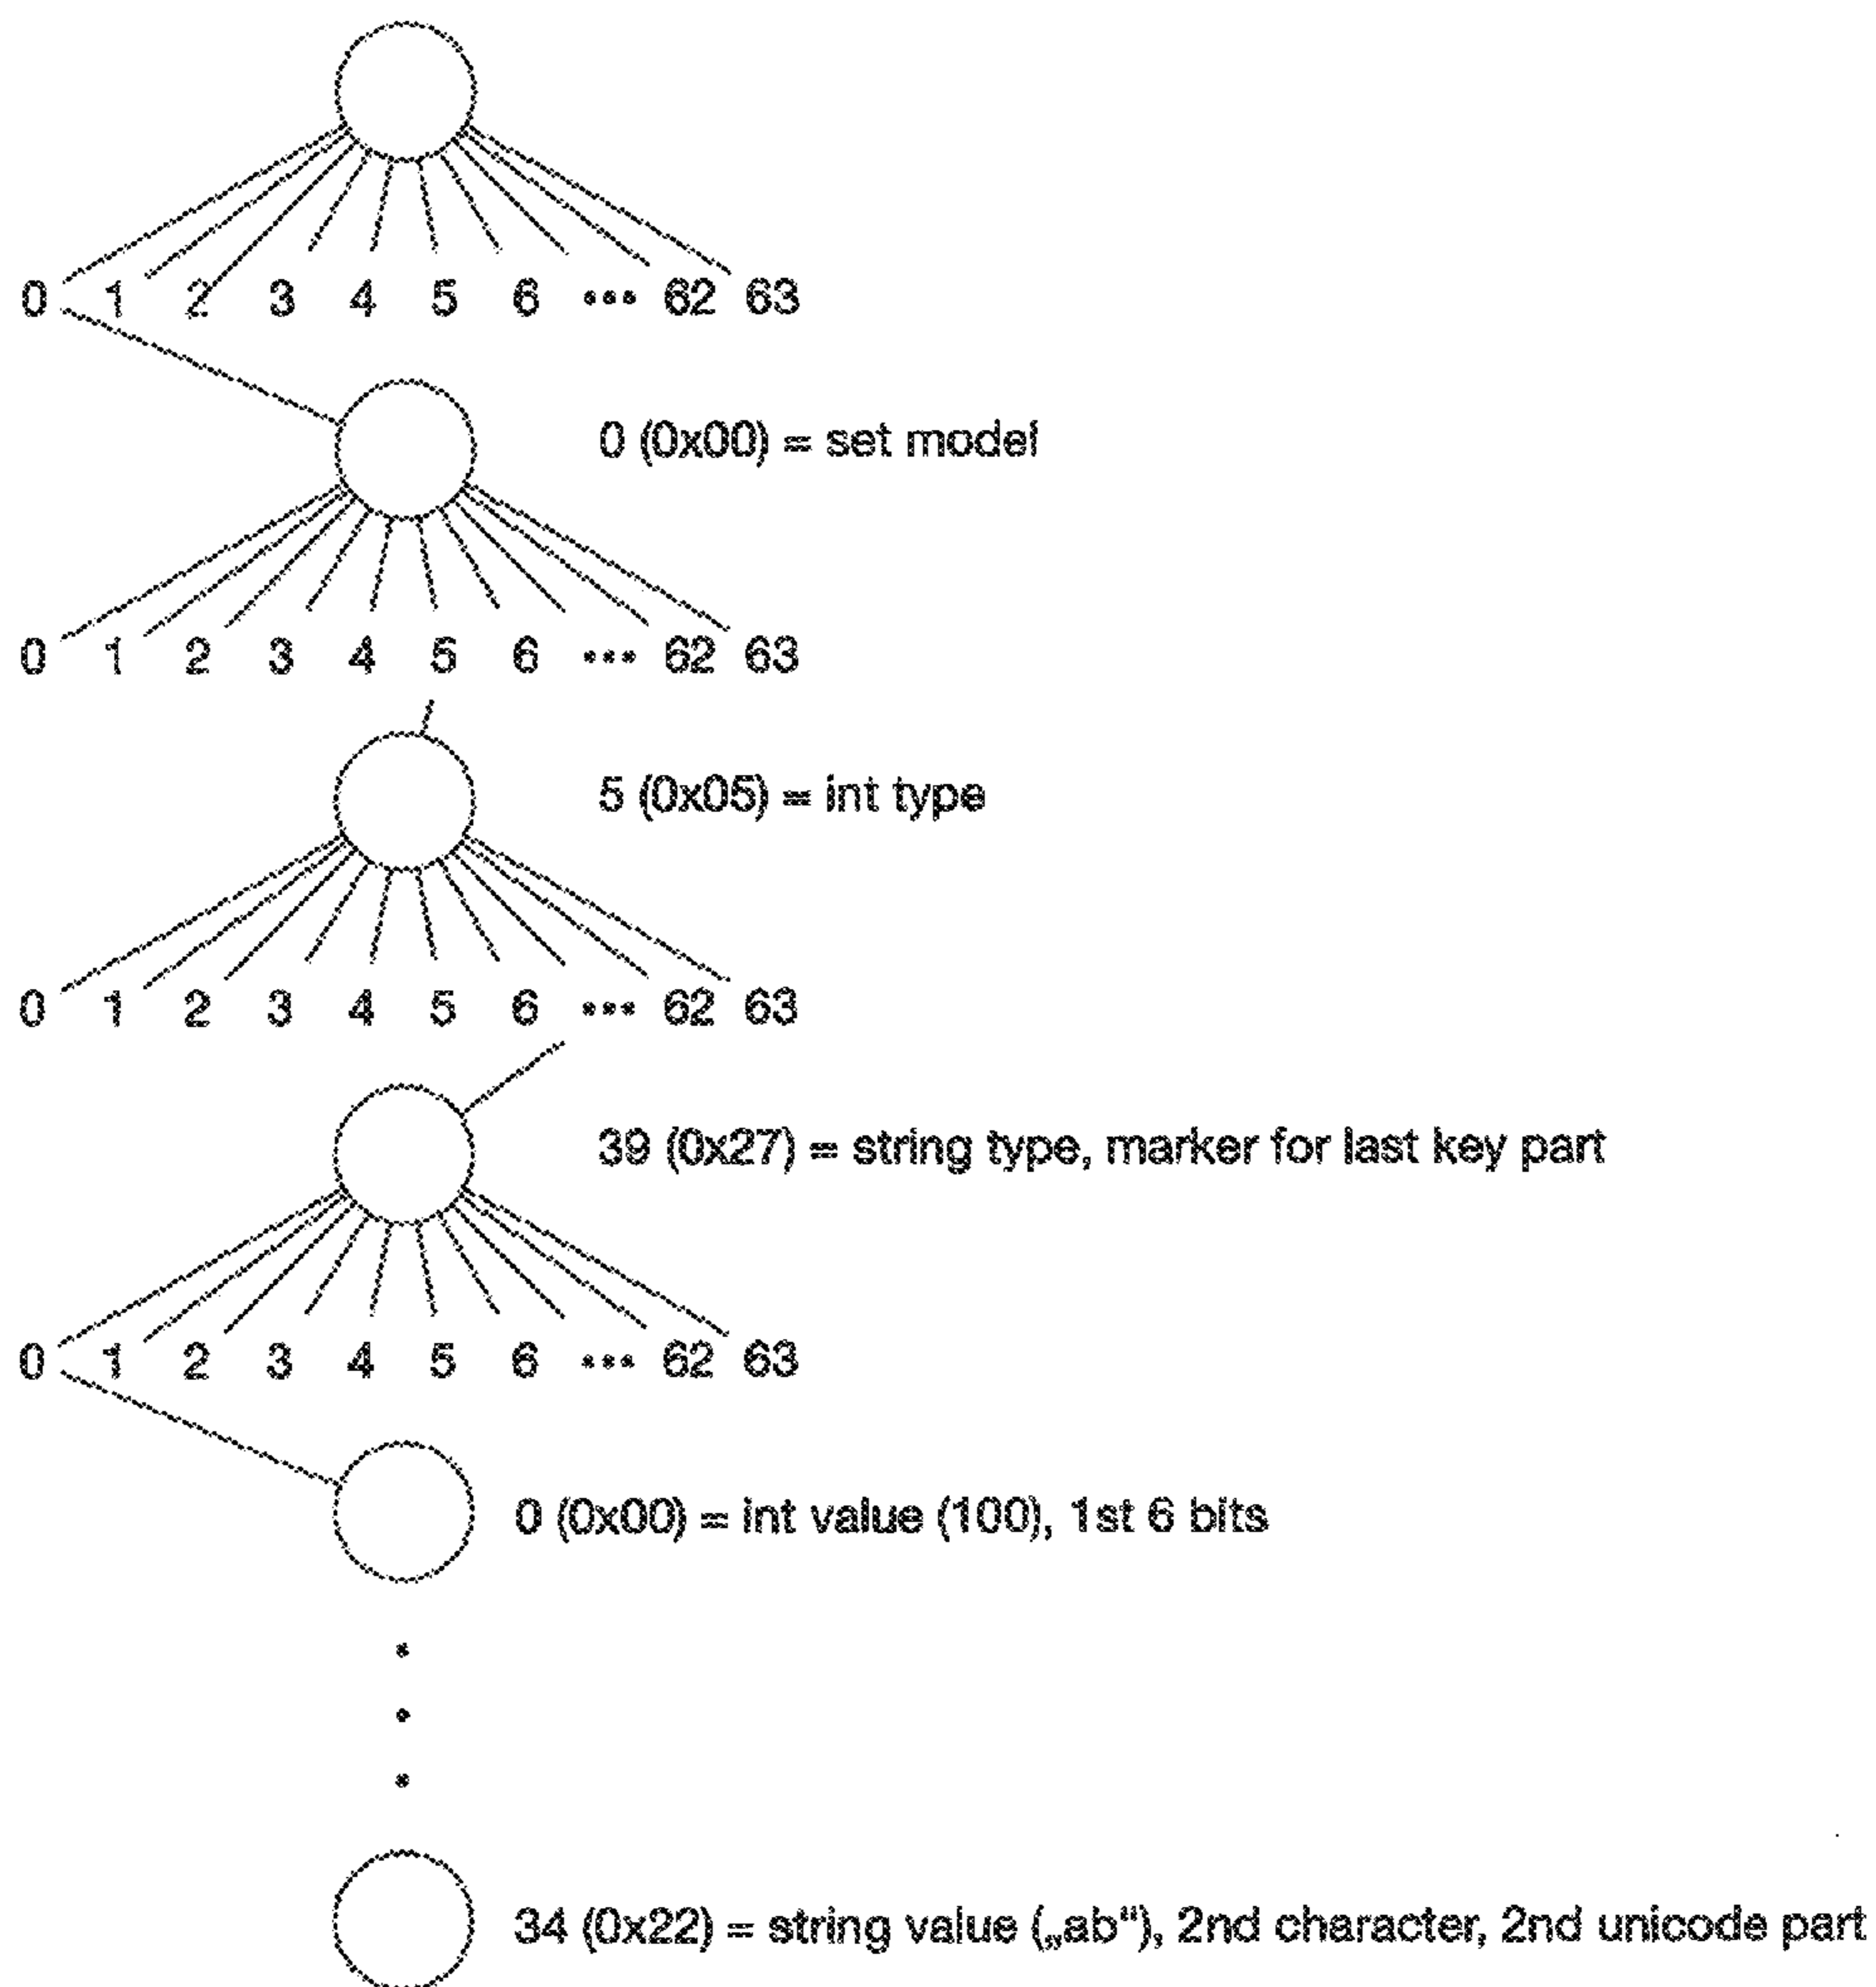 0 1 2 3 4 5 6 ••• 62 63
0 (0x00) = set model
0 1 2 3 4 5 6 ••• 62 63
5 (0x05) = int type
0 1 2 3 4 5 6 ••• 62 63
39 (0x27) = string type, marker for last key part
0 1 2 3 4 5 6 ••• 62 63
0 (0x00) = int value (100), 1st 6 bits
34 (0x22) = string value („ab“), 2nd character, 2nd unicode part